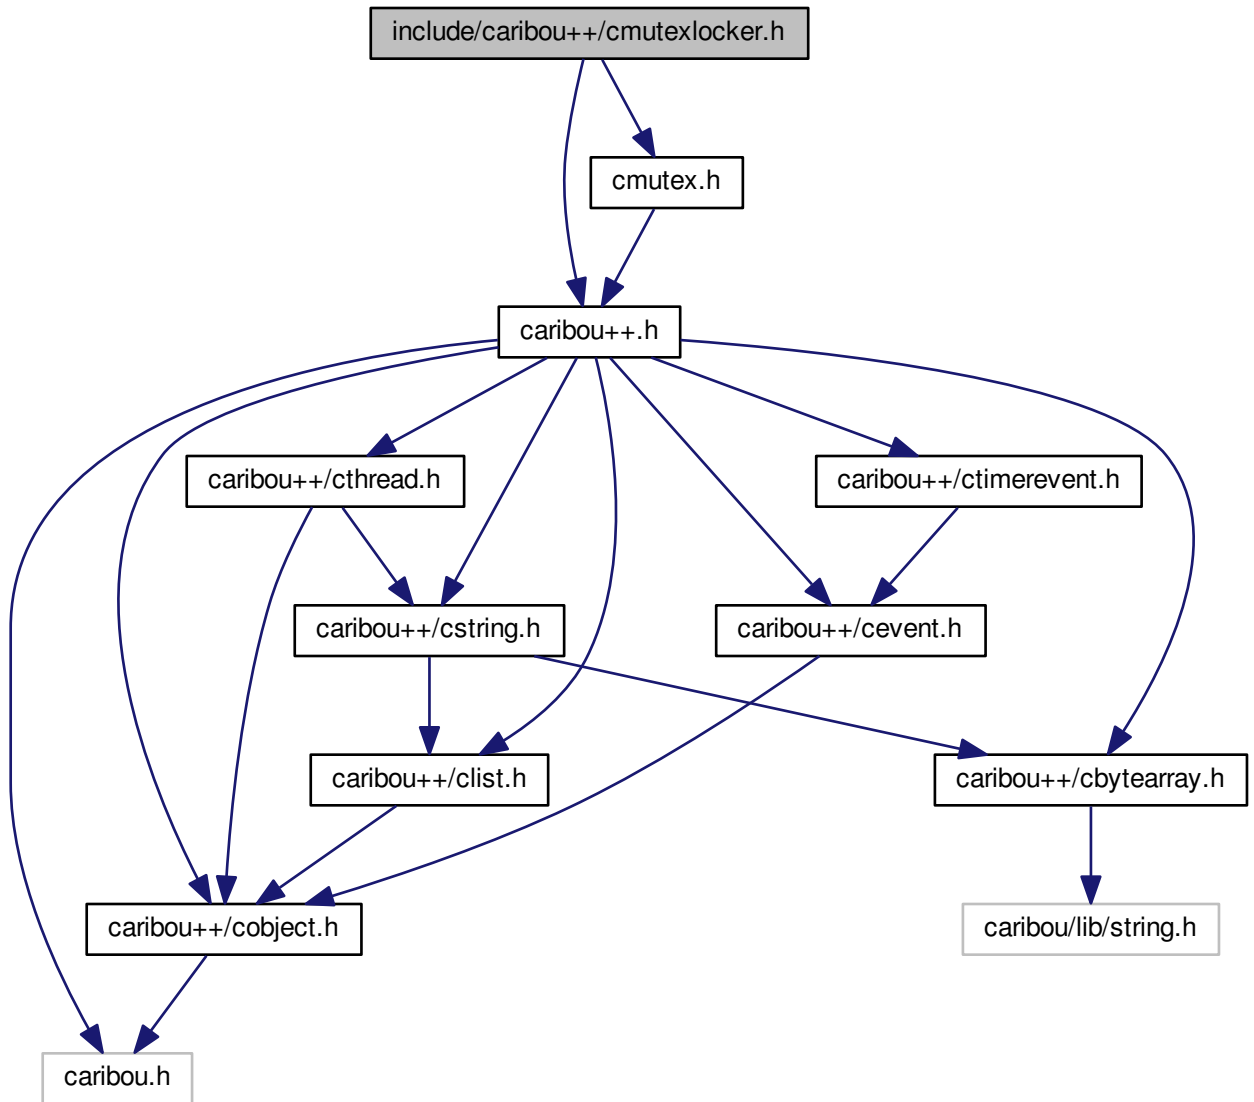 include/caribou++/cmutexlocker.h
cmutex.h
caribou++.h
caribou++/cthread.h
caribou++/ctimerevent.h
caribou++/cstring.h
caribou++/cevent.h
caribou++/clist.h
caribou++/cbytearray.h
caribou++/cobject.h
caribou/lib/string.h
caribou.h